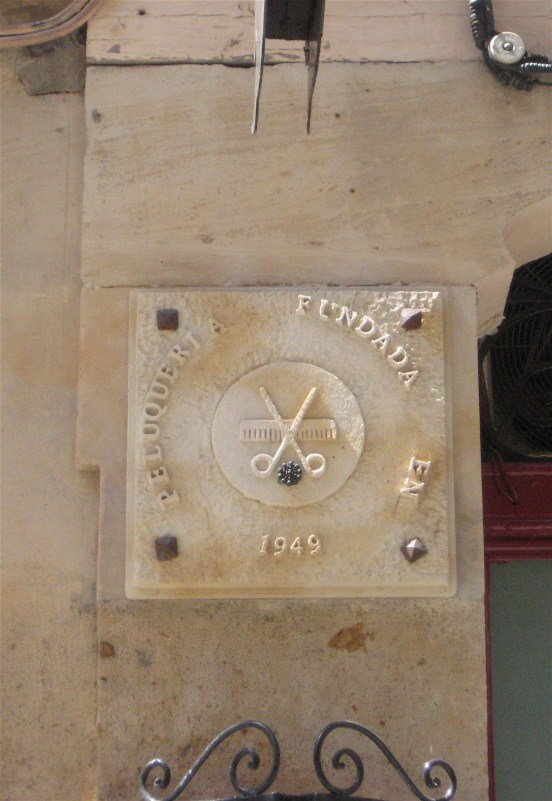 PELUQUERIA FUNDADA EN
1949